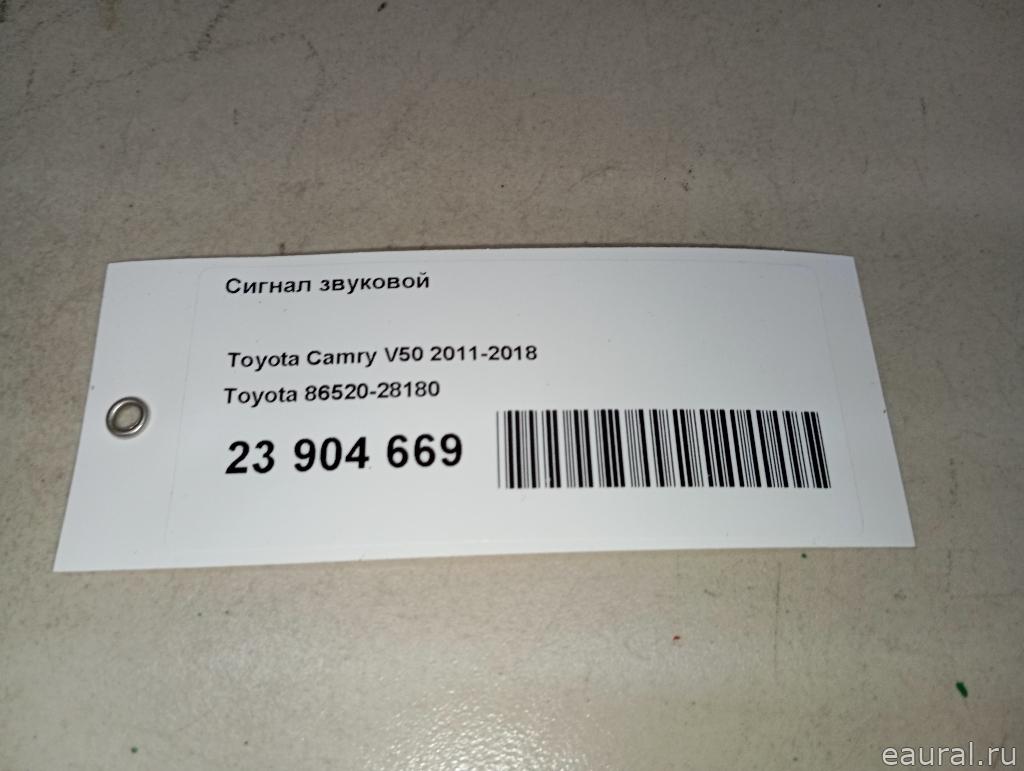 Сигнал звуковой
Toyota Camry V50 2011-2018
Toyota 86520-28180
23 904 669
eaural.ru